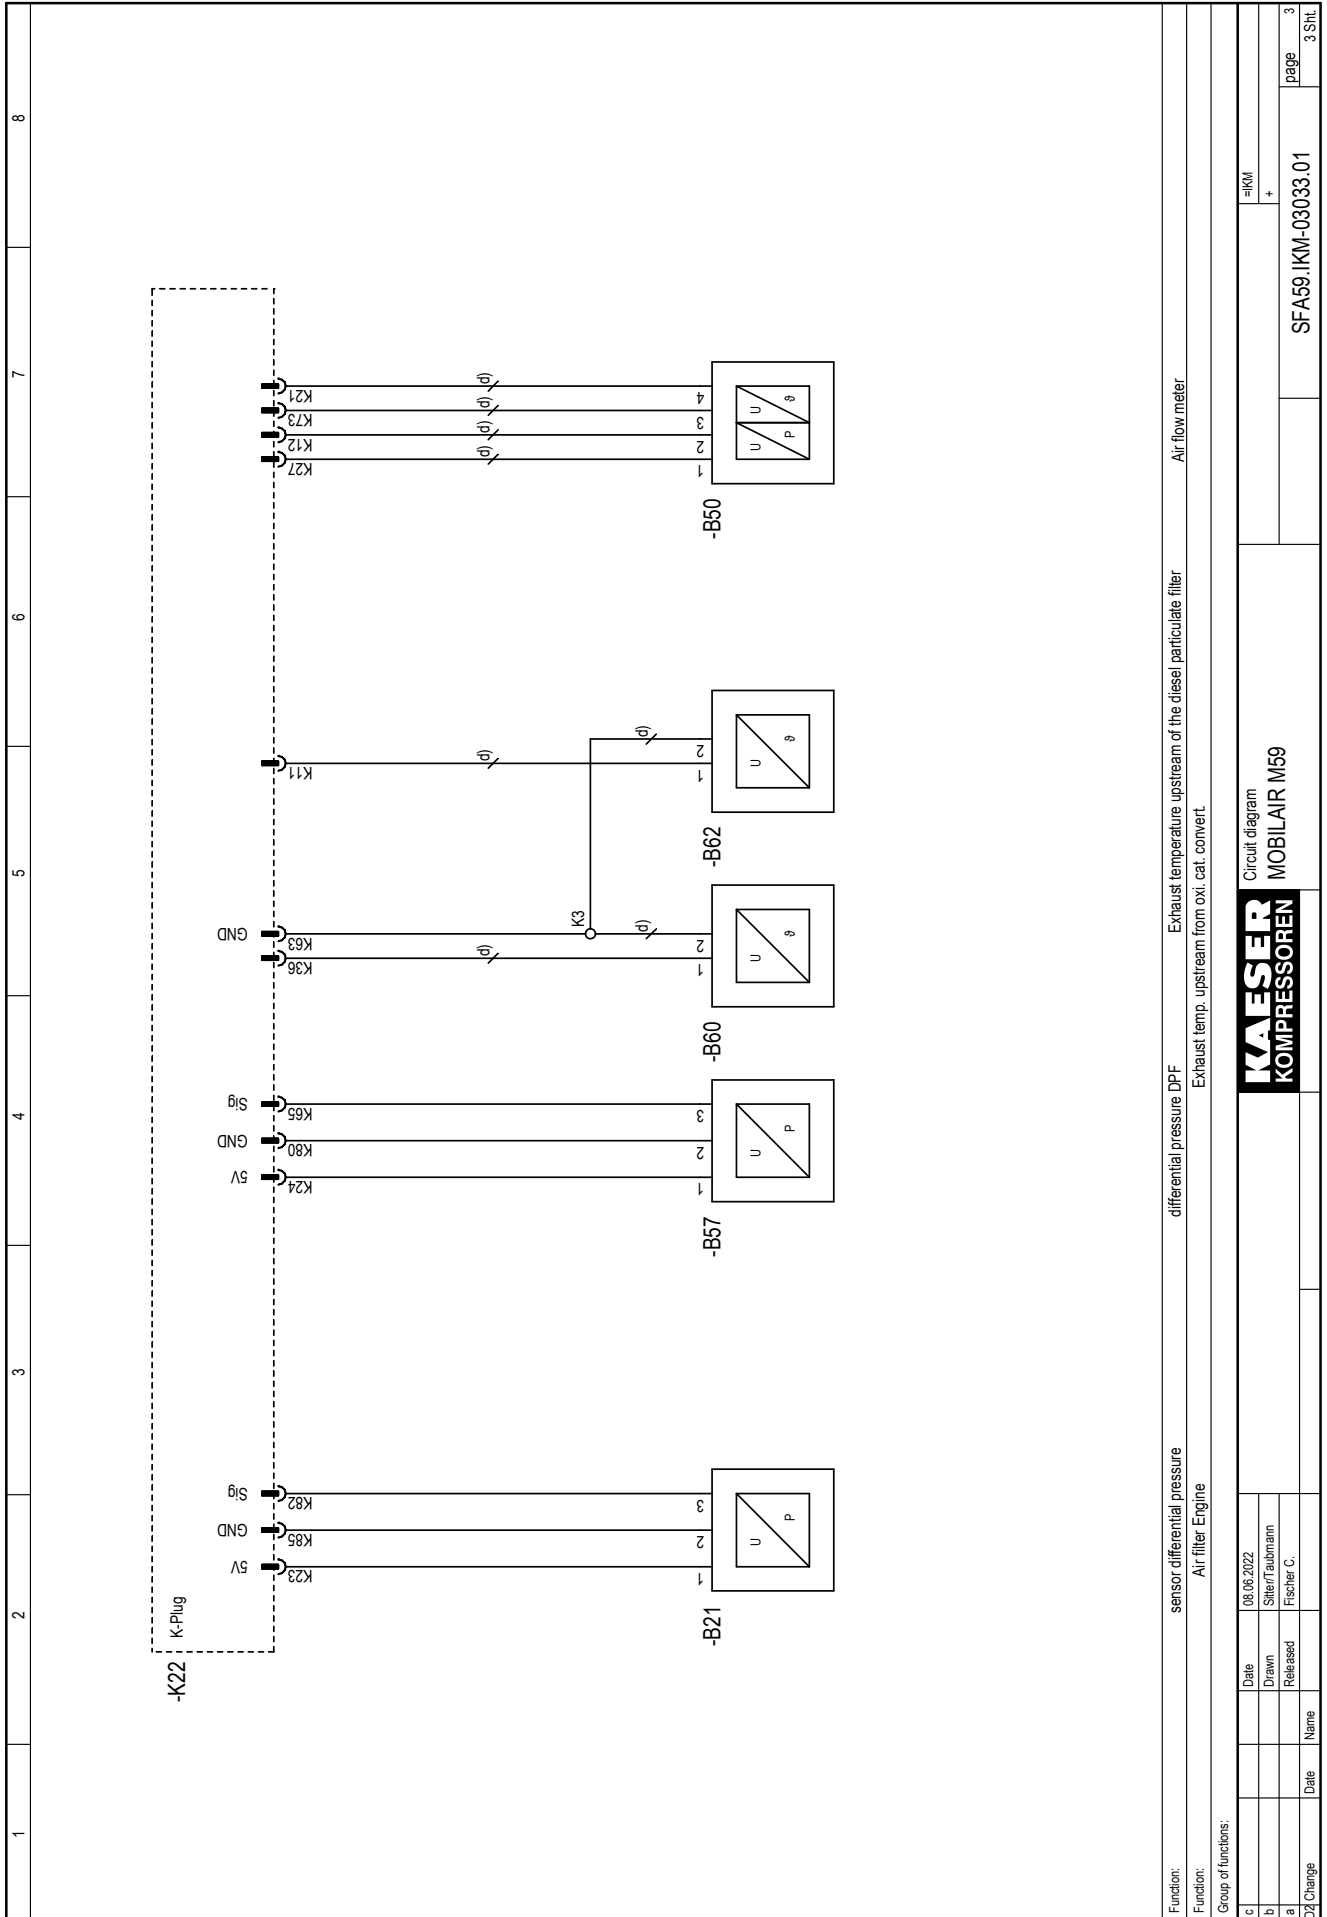 1 2 3 4 5 6 7 8
-K22
K-Plug
5V GND Sig 5V GND Sig GND
K23 K85 K82 K24 K80 K65 K36 K63 K11 K27 K12 K73 K21
d) d) d) d) d) d)
K3
d) d)
1 2 3 1 2 3 1 2 1 2 1 2 3 4
-B21 -B57 -B60 -B62 -B50
U P U P U ϑ U ϑ U P U ϑ
Function: sensor differential pressure differential pressure DPF Exhaust temperature upstream of the diesel particulate filter Air flow meter
Function: Air filter Engine Exhaust temp. upstream from oxi. cat. convert.
Group of functions:
c Date 08.06.2022 KAESER KOMPRESSOREN Circuit diagram =IKM
b Drawn Sitter/Taubmann MOBILAIR M59 +
a Released Fischer C. SFA59.IKM-03033.01 page 3
02 Change Date Name 3 Sht.